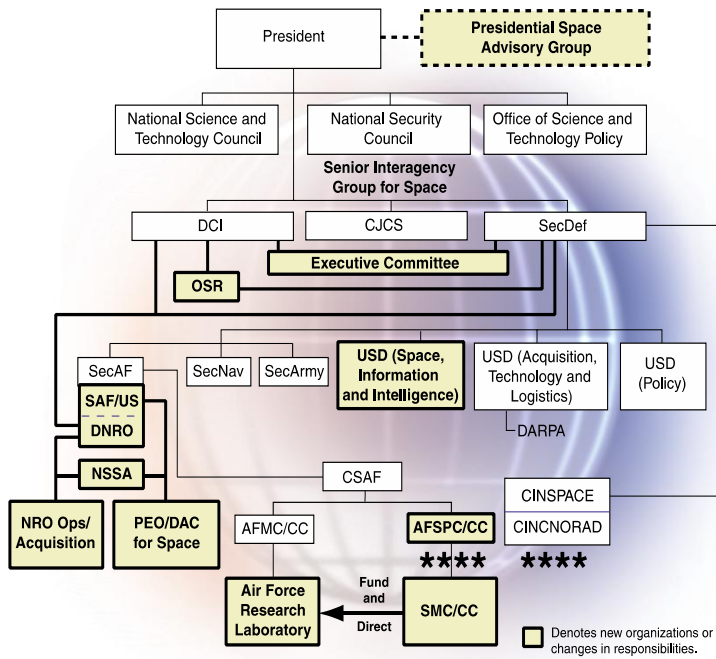 President
Presidential Space
Advisory Group
National Science and
Technology Council
National Security
Council
Office of Science and
Technology Policy
Senior Interagency
Group for Space
DCI
CJCS
SecDef
Executive Committee
OSR
SecAF
SecNav
SecArmy
USD (Space,
Information
and Intelligence)
USD (Acquisition,
Technology and
Logistics)
USD
(Policy)
SAF/US
DNRO
DARPA
NSSA
CSAF
NRO Ops/
Acquisition
PEO/DAC
for Space
AFMC/CC
AFSPC/CC
CINSPACE
CINCNORAD
****
****
Air Force
Research
Laboratory
Fund
and
Direct
SMC/CC
Denotes new organizations or
changes in responsibilities.